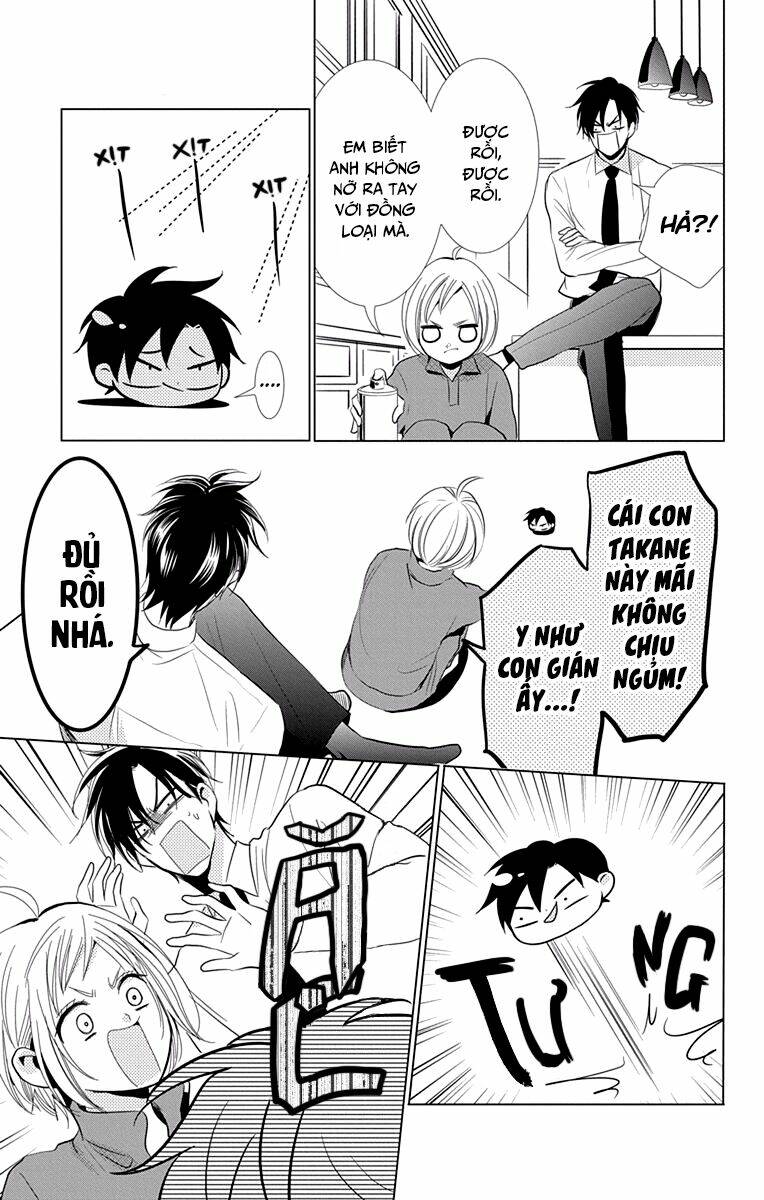 HẢ?!
ĐƯỢC
RỒI,
ĐƯỢC
RỒI.
EM BIẾT
ANH KHÔNG
NỠ RA TAY
VỚI ĐỒNG
LOẠI MÀ.
XỊT
XỊT
XỊT
....
CÁI CON
TAKANE
NÀY MÃI
KHÔNG
CHỊU
NGỦM!
Y NHƯ
CON GIÁN
ẤY...!
ĐỦ
RỒI
NHÁ.
TƯNG